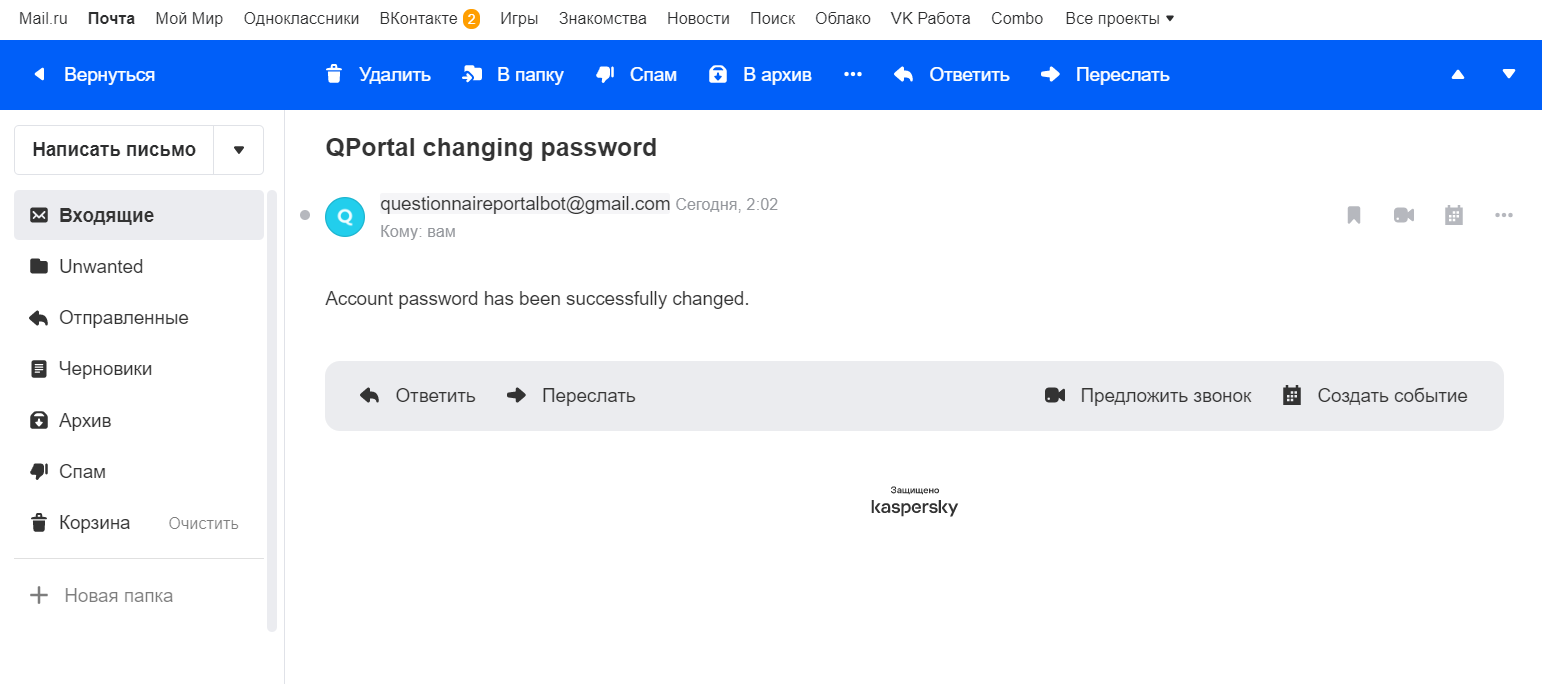 Mail.ru Почта Мой Мир Одноклассники ВКонтакте 2 Игры Знакомства Новости Поиск Облако VK Работа Combo Все проекты
Вернуться Удалить В папку Спам В архив Ответить Переслать
Написать письмо
Входящие
Unwanted
Отправленные
Черновики
Архив
Спам
Корзина Очистить
Новая папка
QPortal changing password
Q
questionnaireportalbot@gmail.com Сегодня, 2:02
Кому: вам
Account password has been successfully changed.
Ответить Переслать Предложить звонок Создать событие
Защищено
kaspersky